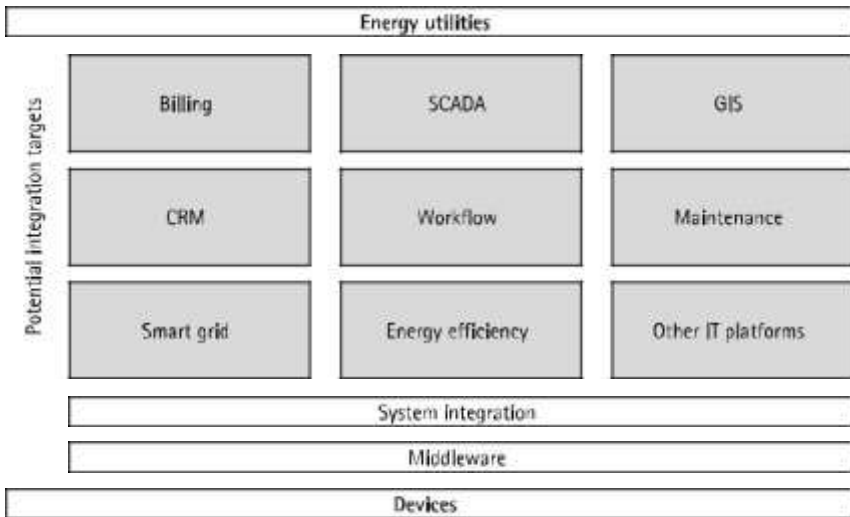 Energy utilities
Potential integration targets
Billing
SCADA
GIS
CRM
Workflow
Maintenance
Smart grid
Energy efficiency
Other IT platforms
System integration
Middleware
Devices